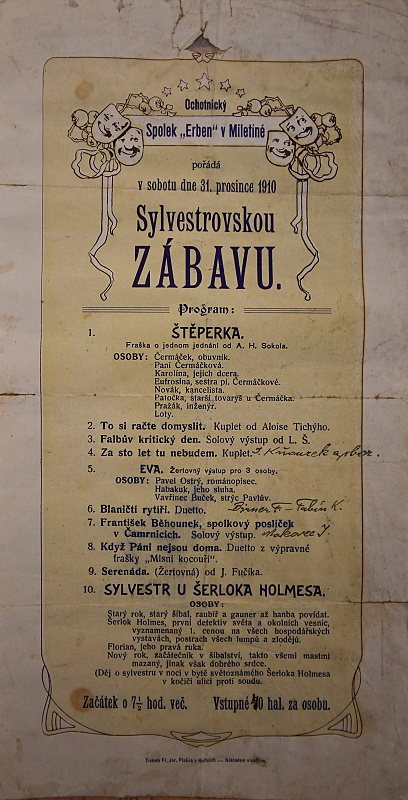 Ochotnický
Spolek „Erben" v Miletíně
pořádá
v sobotu dne 31. prosince 1910
Sylvestrovskou
ZÁBAVU.
Program:
1. ŠTĚPERKA.
Fraška o jednom jednání od A. H. Sokola.
OSOBY: Čermáček, obuvník.
Paní Čermáčková.
Karolina, jejich dcera.
Eufrosina, sestra pí. Čermáčkové.
Novák, kancelista.
Patočka, starší tovaryš u Čermáčka.
Pražák, inženýr.
Loty.
2. To si račte domyslit. Kuplet od Aloise Tichýho.
3. Falbův kritický den. Solový výstup od L. Š.
4. Za sto let tu nebudem. Kuplet.
5. EVA. Žertovný výstup pro 3 osoby.
OSOBY: Pavel Ostrý, románopisec.
Habakuk, jeho sluha.
Vavřinec Buček, strýc Pavlův.
6. Blaničtí rytíři. Duetto.
7. František Běhounek, spolkový poslíček
v Čamrnicích. Solový výstup.
8. Když Páni nejsou doma. Duetto z výpravné
frašky „Mlsní kocouři".
9. Serenáda. (Žertovná) od J. Fučíka.
10. SYLVESTR U ŠERLOKA HOLMESA.
OSOBY:
Starý rok, starý šibal, raubíř a gauner až hanba povídat.
Šerlok Holmes, první detektiv světa a okolních vesnic,
vyznamenaný 1. cenou na všech hospodářských
výstavách, postrach všech lumpů a zlodějů.
Florian, jeho pravá ruka.
Nový rok, začátečník v šibalství, takto všemi mastmi
mazaný, jinak však dobrého srdce.
(Děj o sylvestru v noci v bytě světoznámého Šerloka Holmesa
v kočičí ulici proti soudu.
Začátek o 7½ hod. več. Vstupné 40 hal. za osobu.